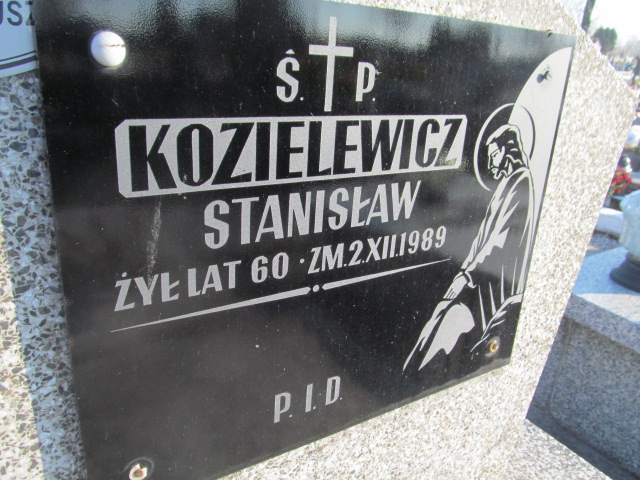 Ś. P.
KOZIELEWICZ
STANISŁAW
ŻYŁ LAT 60 · ZM. 2.XII.1989
P. I. D.